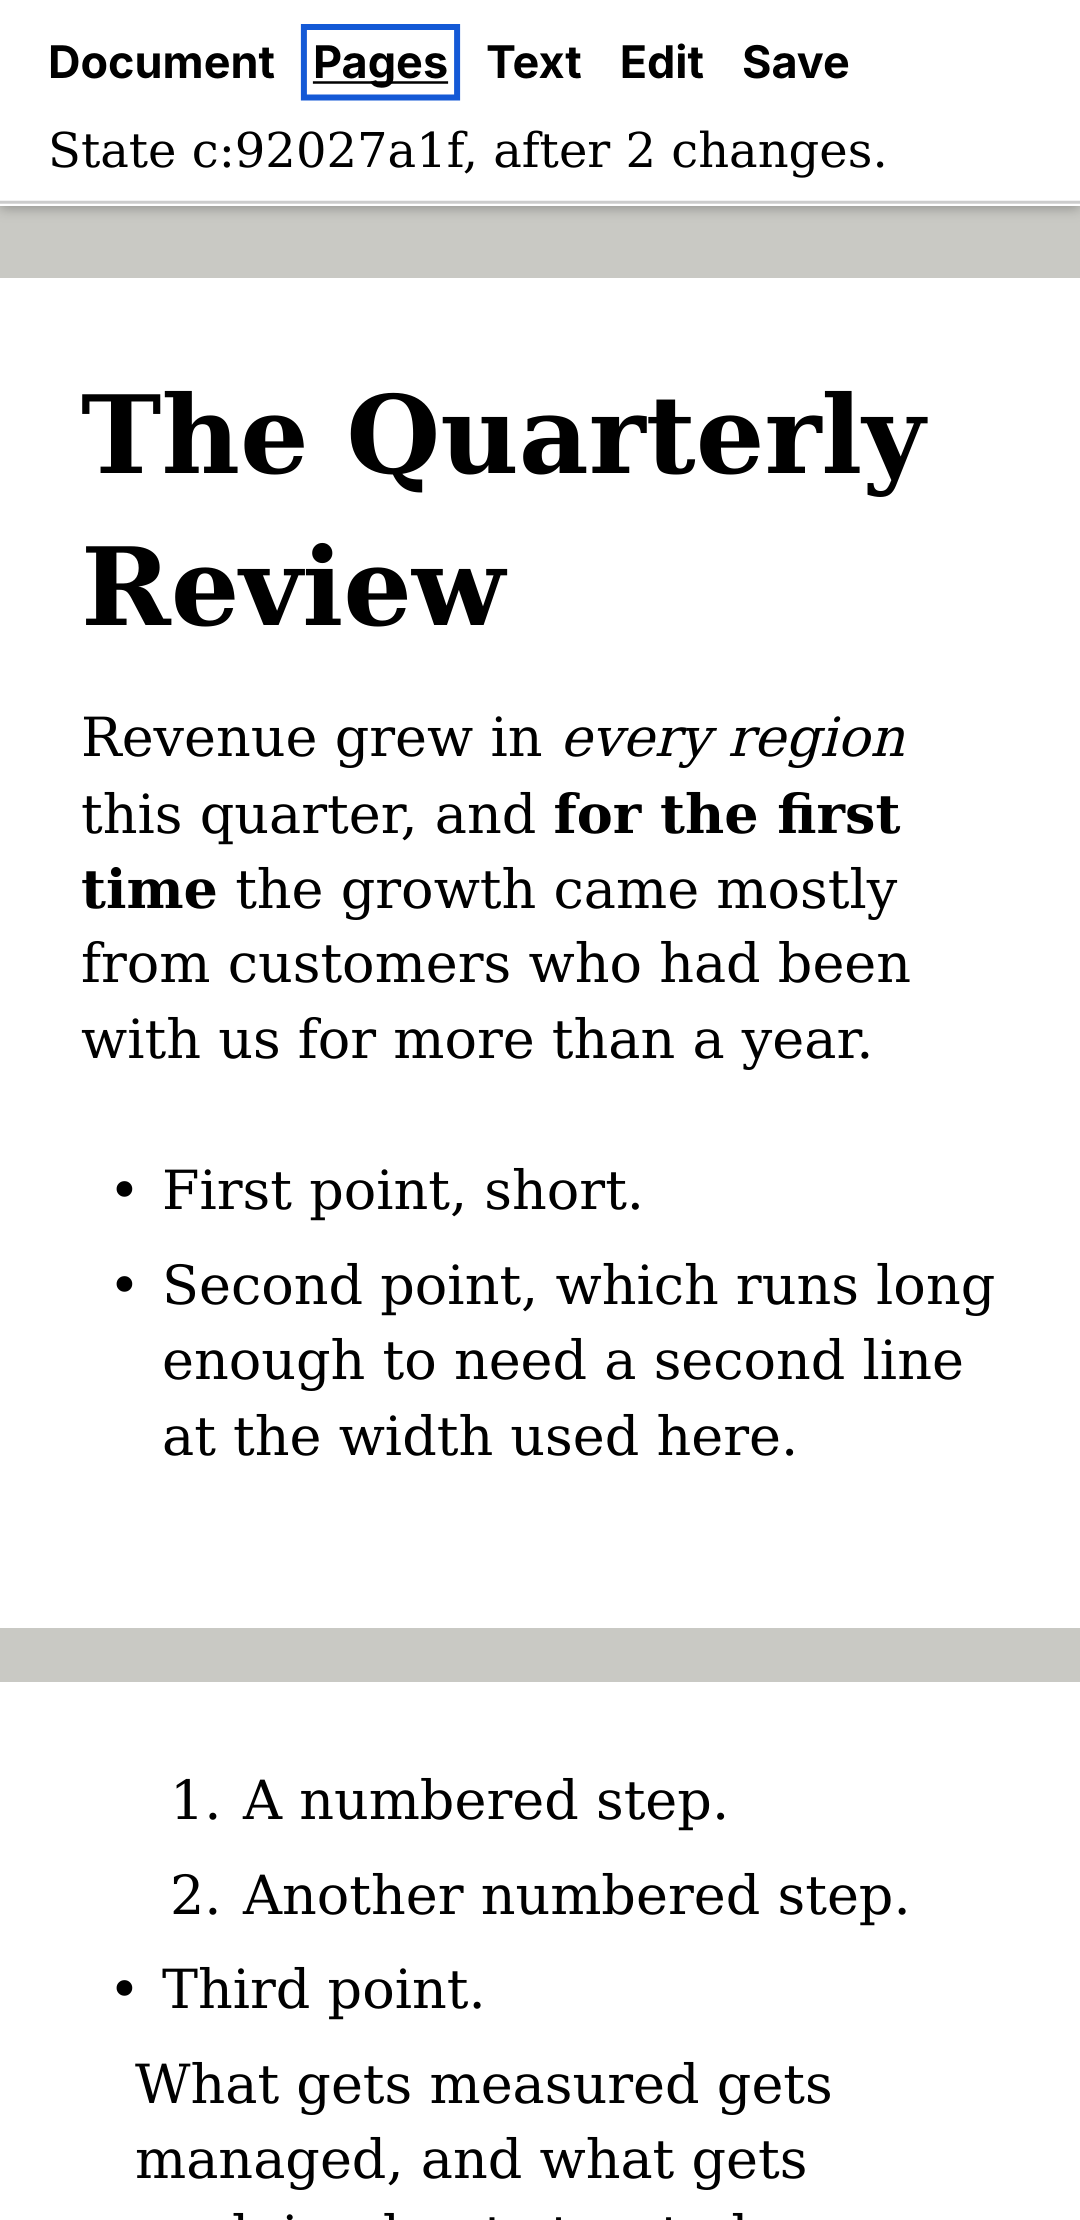 Document Pages Text Edit Save
State c:92027a1f, after 2 changes.
The Quarterly
Review
Revenue grew in every region
this quarter, and for the first
time the growth came mostly
from customers who had been
with us for more than a year.
• First point, short.
• Second point, which runs long
enough to need a second line
at the width used here.
1. A numbered step.
2. Another numbered step.
• Third point.
What gets measured gets
managed, and what gets